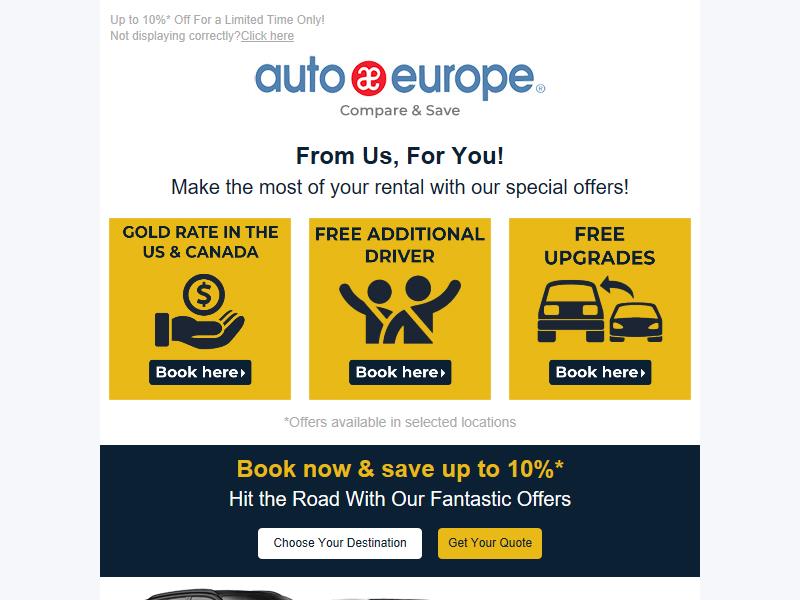 Up to 10%* Off For a Limited Time Only!
Not displaying correctly?Click here
auto æ europe®
Compare & Save
From Us, For You!
Make the most of your rental with our special offers!
GOLD RATE IN THE
US & CANADA
$
Book here
FREE ADDITIONAL
DRIVER
Book here
FREE
UPGRADES
Book here
*Offers available in selected locations
Book now & save up to 10%*
Hit the Road With Our Fantastic Offers
Choose Your Destination
Get Your Quote